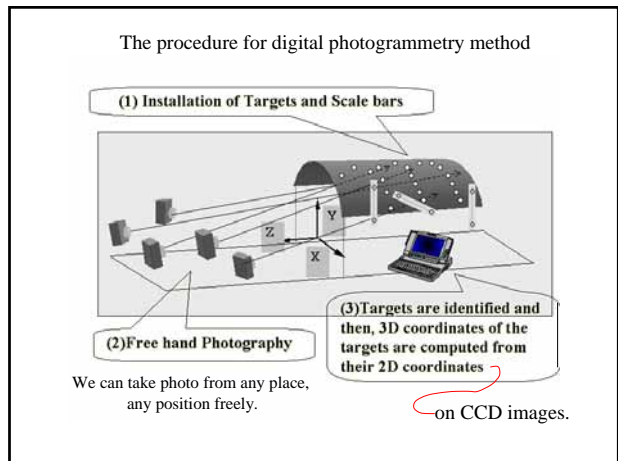 The procedure for digital photogrammetry method
(1) Installation of Targets and Scale bars
Y
Z
X
(2)Free hand Photography
(3)Targets are identified and
then, 3D coordinates of the
targets are computed from
their 2D coordinates
We can take photo from any place,
any position freely.
on CCD images.